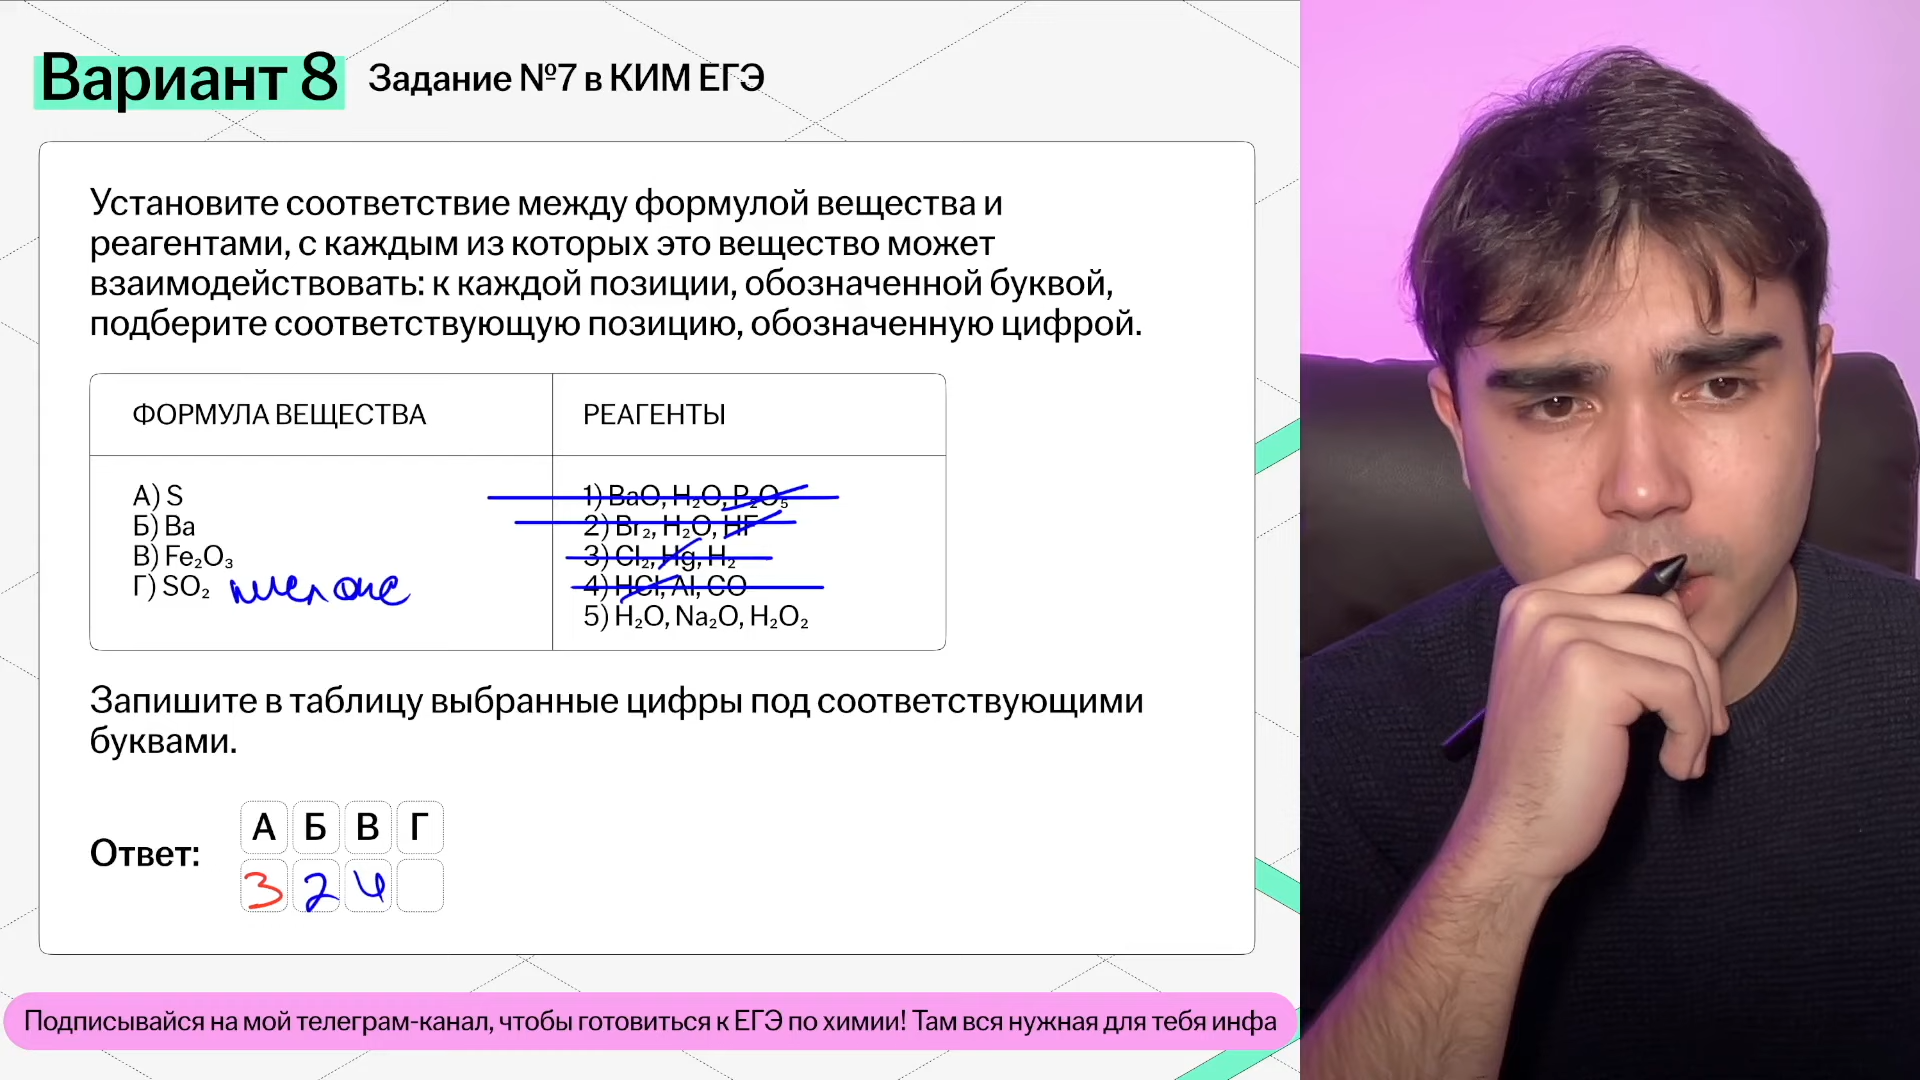 Вариант 8 Задание №7 в КИМ ЕГЭ
Установите соответствие между формулой вещества и
реагентами, с каждым из которых это вещество может
взаимодействовать: к каждой позиции, обозначенной буквой,
подберите соответствующую позицию, обозначенную цифрой.
ФОРМУЛА ВЕЩЕСТВА
А) S
Б) Ba
В) Fe₂O₃
Г) SO₂
РЕАГЕНТЫ
1) BaO, H₂O, P₂O₅
2) Br₂, H₂O, HF
3) Cl₂, Hg, H₂
4) HCl, Al, CO
5) H₂O, Na₂O, H₂O₂
Запишите в таблицу выбранные цифры под соответствующими
буквами.
Ответ:
А Б В Г
3 2 4
Подписывайся на мой телеграм-канал, чтобы готовиться к ЕГЭ по химии! Там вся нужная для тебя инфа